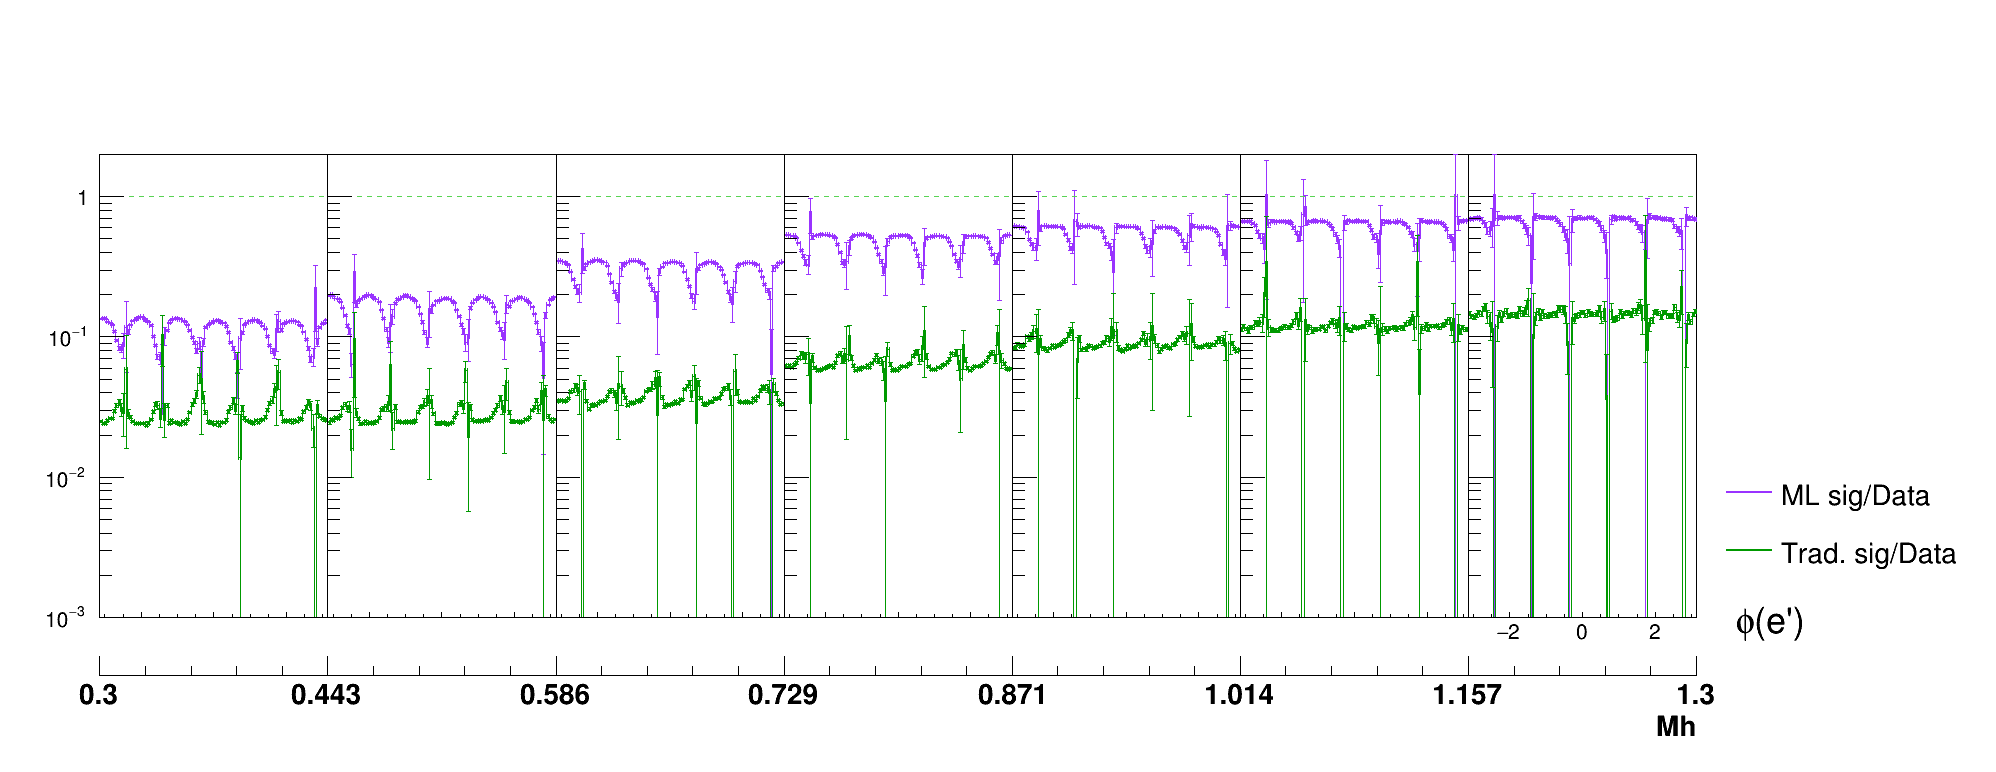 1
10⁻¹
10⁻²
10⁻³
ML sig/Data
Trad. sig/Data
−2 0 2
ϕ(e')
0.3 0.443 0.586 0.729 0.871 1.014 1.157 1.3
Mh